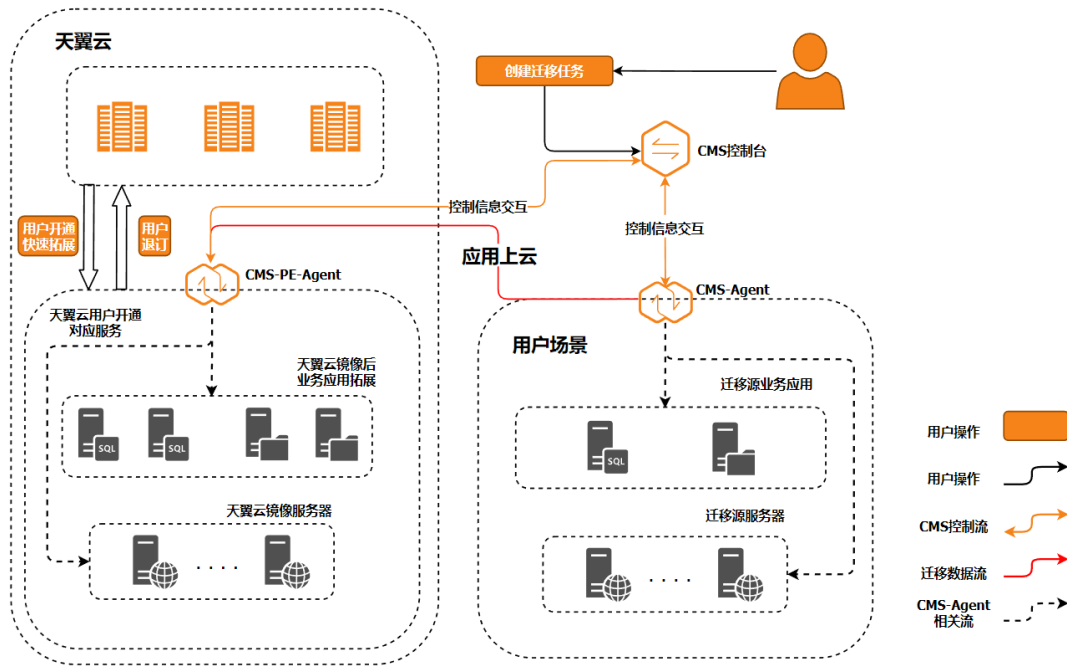 天翼云
创建迁移任务
CMS控制台
用户开通
快速拓展
用户
退订
控制信息交互
控制信息交互
应用上云
CMS-PE-Agent
CMS-Agent
天翼云用户开通
对应服务
天翼云镜像后
业务应用拓展
SQL
SQL
天翼云镜像服务器
. . . .
用户场景
迁移源业务应用
SQL
迁移源服务器
. . . .
用户操作
用户操作
CMS控制流
迁移数据流
CMS-Agent
相关流